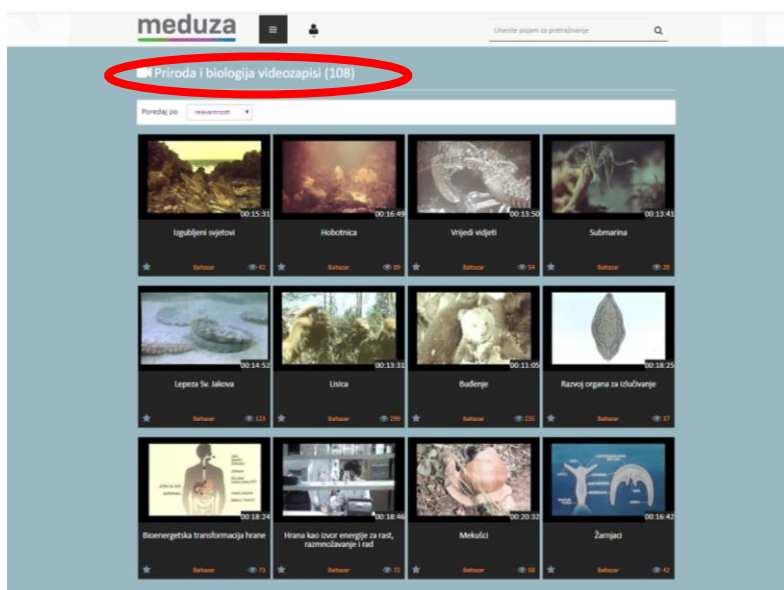 meduza
Unesite pojam za pretraživanje
Priroda i biologija videozapisi (108)
Poredaj po relevantnosti
00:15:31
00:16:49
00:13:50
00:13:41
Izgubljeni svjetovi
Hobotnica
Vrijedi vidjeti
Submarina
Baltazar 42
Baltazar 89
Baltazar 54
Baltazar 20
00:14:52
00:13:31
00:11:05
00:18:25
Lepeza Sv. Jakova
Lisica
Buđenje
Razvoj organa za izlučivanje
Baltazar 123
Baltazar 299
Baltazar 235
Baltazar 37
00:18:24
00:18:46
00:20:32
00:16:42
Bioenergetska transformacija hrane
Hrana kao izvor energije za rast,
razmnožavanje i rad
Mekušci
Žarnjaci
Baltazar 73
Baltazar 72
Baltazar
Baltazar 42